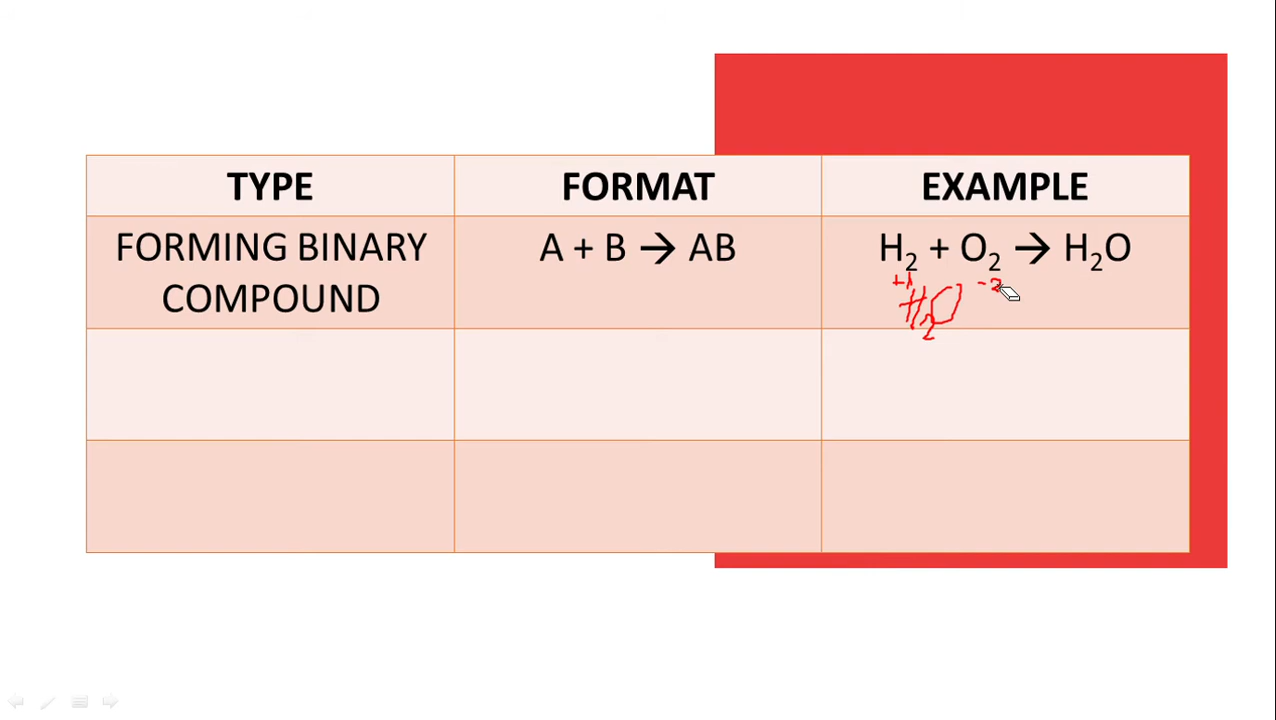 TYPE FORMAT EXAMPLE
FORMING BINARY A + B → AB H₂ + O₂ → H₂O
COMPOUND
+1 -2
H₂O